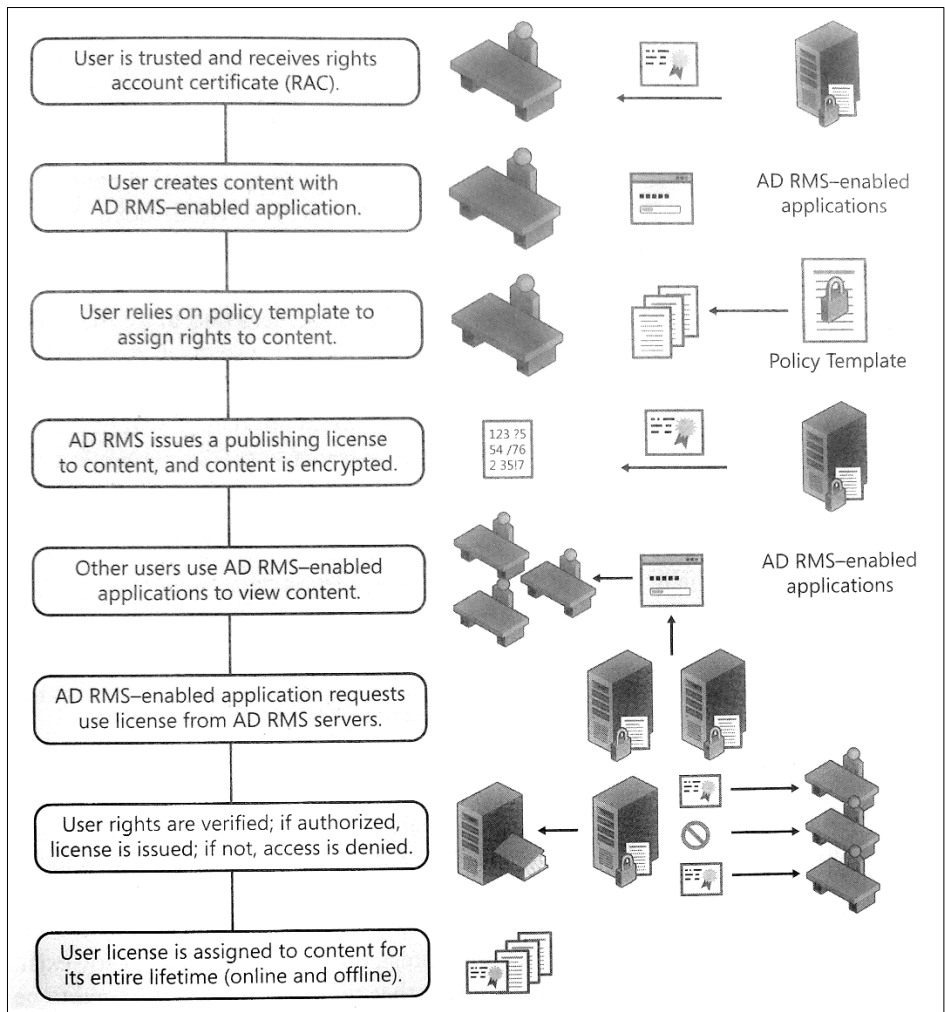 User is trusted and receives rights
account certificate (RAC).
User creates content with
AD RMS–enabled application.
AD RMS–enabled
applications
User relies on policy template to
assign rights to content.
Policy Template
AD RMS issues a publishing license
to content, and content is encrypted.
123 ?5
54 /76
2 35!7
Other users use AD RMS–enabled
applications to view content.
AD RMS–enabled
applications
AD RMS–enabled application requests
use license from AD RMS servers.
User rights are verified; if authorized,
license is issued; if not, access is denied.
User license is assigned to content for
its entire lifetime (online and offline).